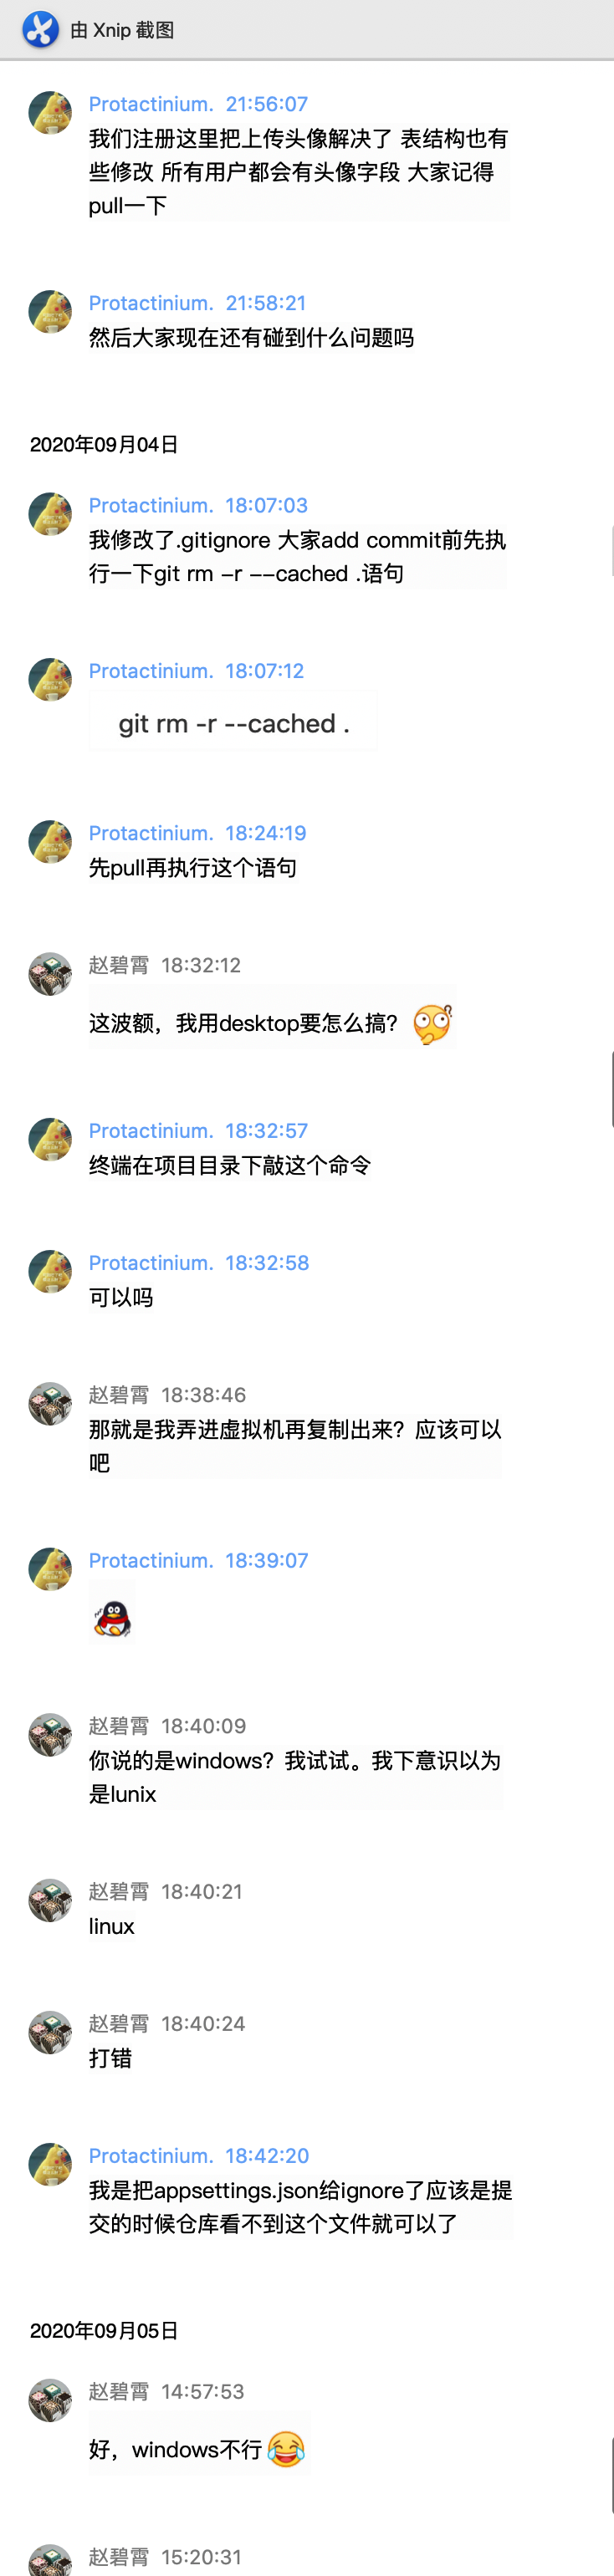 由 Xnip 截图
Protactinium. 21:56:07
我们注册这里把上传头像解决了 表结构也有
些修改 所有用户都会有头像字段 大家记得
pull一下
Protactinium. 21:58:21
然后大家现在还有碰到什么问题吗
2020年09月04日
Protactinium. 18:07:03
我修改了.gitignore 大家add commit前先执
行一下git rm -r --cached .语句
Protactinium. 18:07:12
git rm -r --cached .
Protactinium. 18:24:19
先pull再执行这个语句
赵碧霄 18:32:12
这波额，我用desktop要怎么搞？
Protactinium. 18:32:57
终端在项目目录下敲这个命令
Protactinium. 18:32:58
可以吗
赵碧霄 18:38:46
那就是我弄进虚拟机再复制出来？应该可以
吧
Protactinium. 18:39:07
赵碧霄 18:40:09
你说的是windows？我试试。我下意识以为
是lunix
赵碧霄 18:40:21
linux
赵碧霄 18:40:24
打错
Protactinium. 18:42:20
我是把appsettings.json给ignore了应该是提
交的时候仓库看不到这个文件就可以了
2020年09月05日
赵碧霄 14:57:53
好，windows不行
赵碧霄 15:20:31